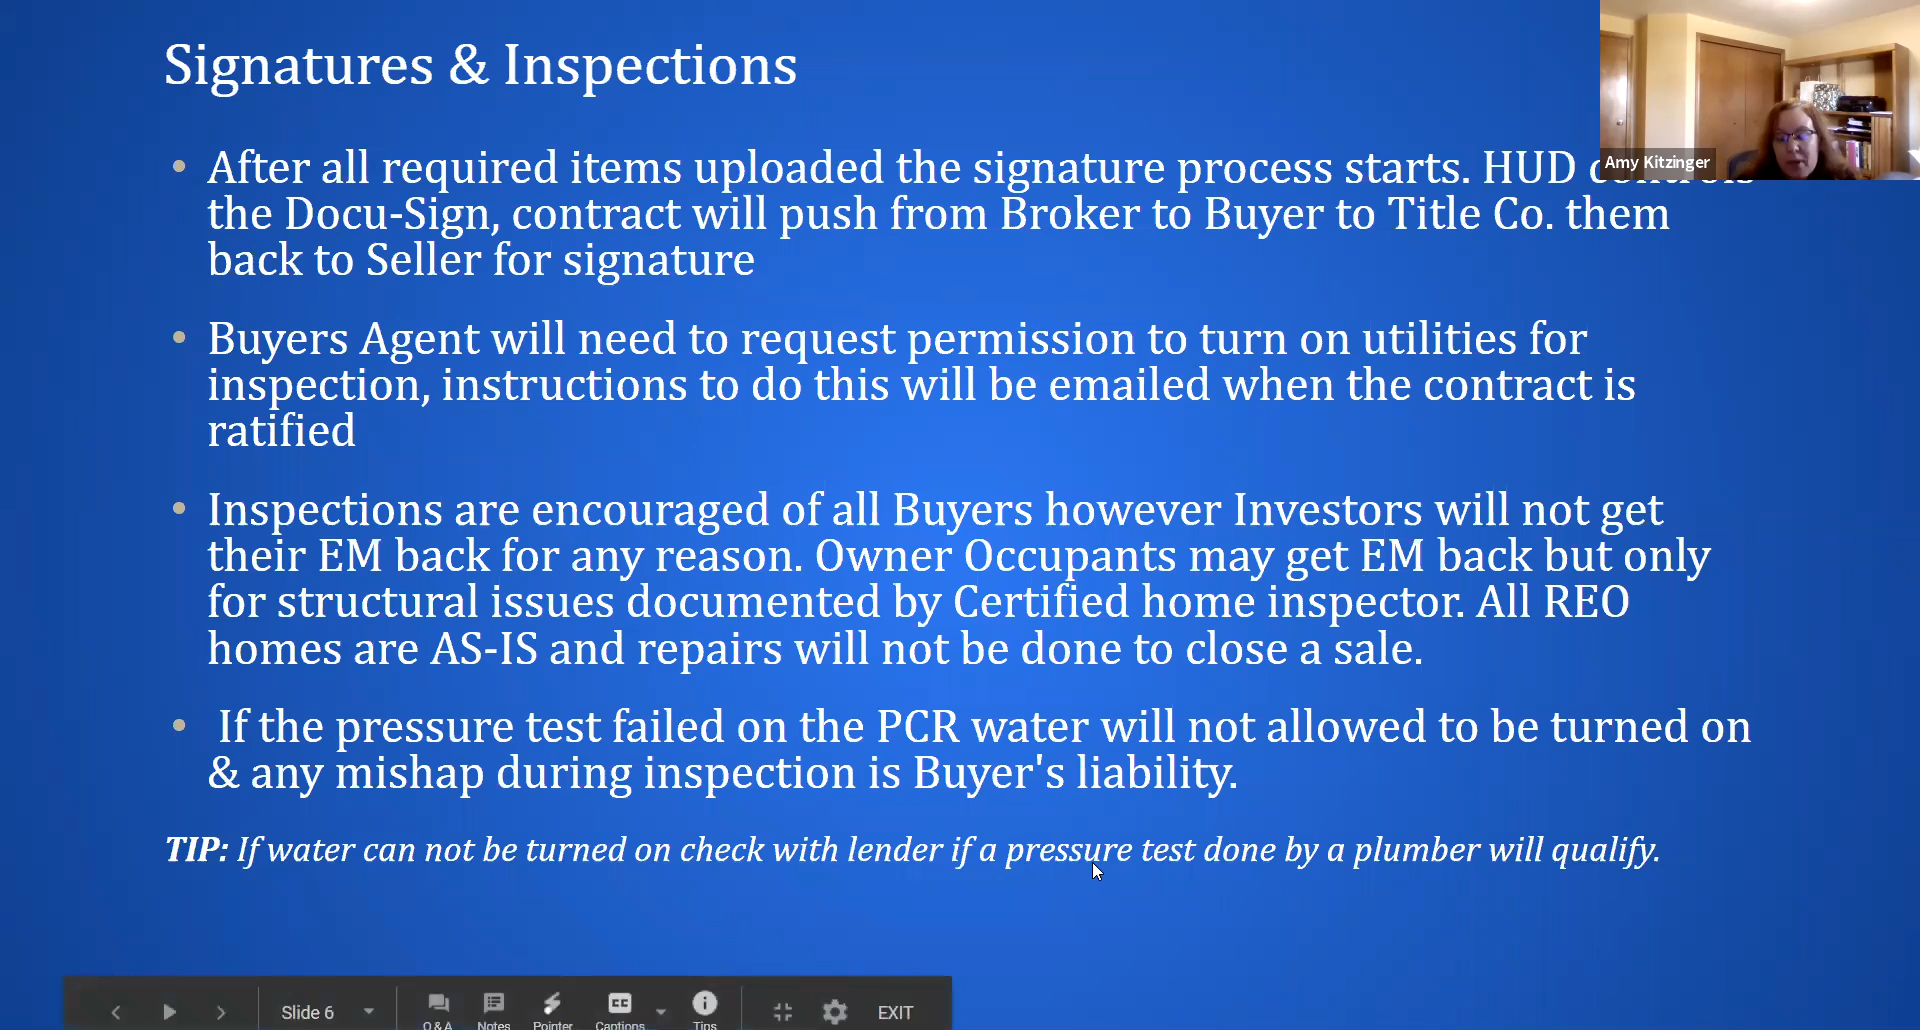 Signatures & Inspections
Amy Kitzinger
• After all required items uploaded the signature process starts. HUD
the Docu-Sign, contract will push from Broker to Buyer to Title Co. them
back to Seller for signature
• Buyers Agent will need to request permission to turn on utilities for
inspection, instructions to do this will be emailed when the contract is
ratified
• Inspections are encouraged of all Buyers however Investors will not get
their EM back for any reason. Owner Occupants may get EM back but only
for structural issues documented by Certified home inspector. All REO
homes are AS-IS and repairs will not be done to close a sale.
• If the pressure test failed on the PCR water will not allowed to be turned on
& any mishap during inspection is Buyer's liability.
TIP: If water can not be turned on check with lender if a pressure test done by a plumber will qualify.
Slide 6
Q & A
Notes
Pointer
CC
Captions
Tips
EXIT